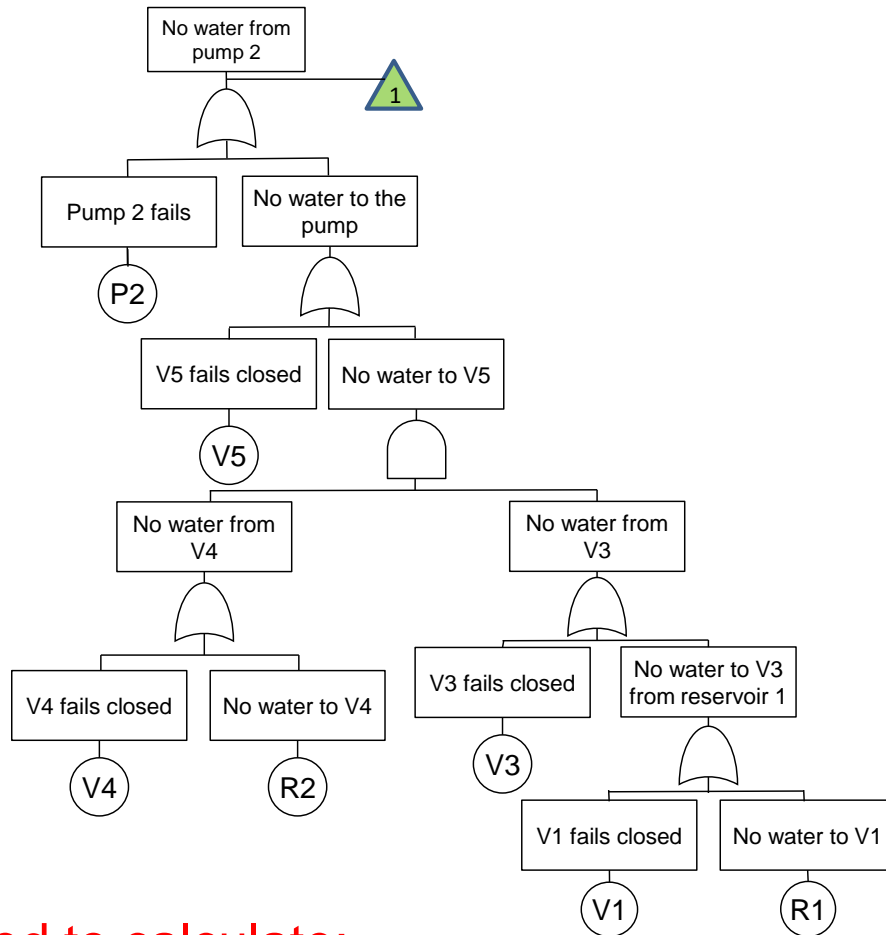 No water from
pump 2
1
Pump 2 fails
No water to the
pump
P2
V5 fails closed
No water to V5
V5
No water from
V4
No water from
V3
V4 fails closed
No water to V4
V3 fails closed
No water to V3
from reservoir 1
V4
R2
V3
V1 fails closed
No water to V1
V1
R1
to calculate: